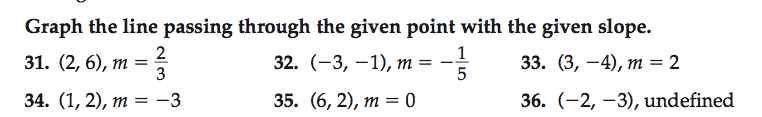 Graph the line passing through the given point with the given slope.
31. (2, 6), m = 2/3 32. (−3, −1), m = −1/5 33. (3, −4), m = 2
34. (1, 2), m = −3 35. (6, 2), m = 0 36. (−2, −3), undefined